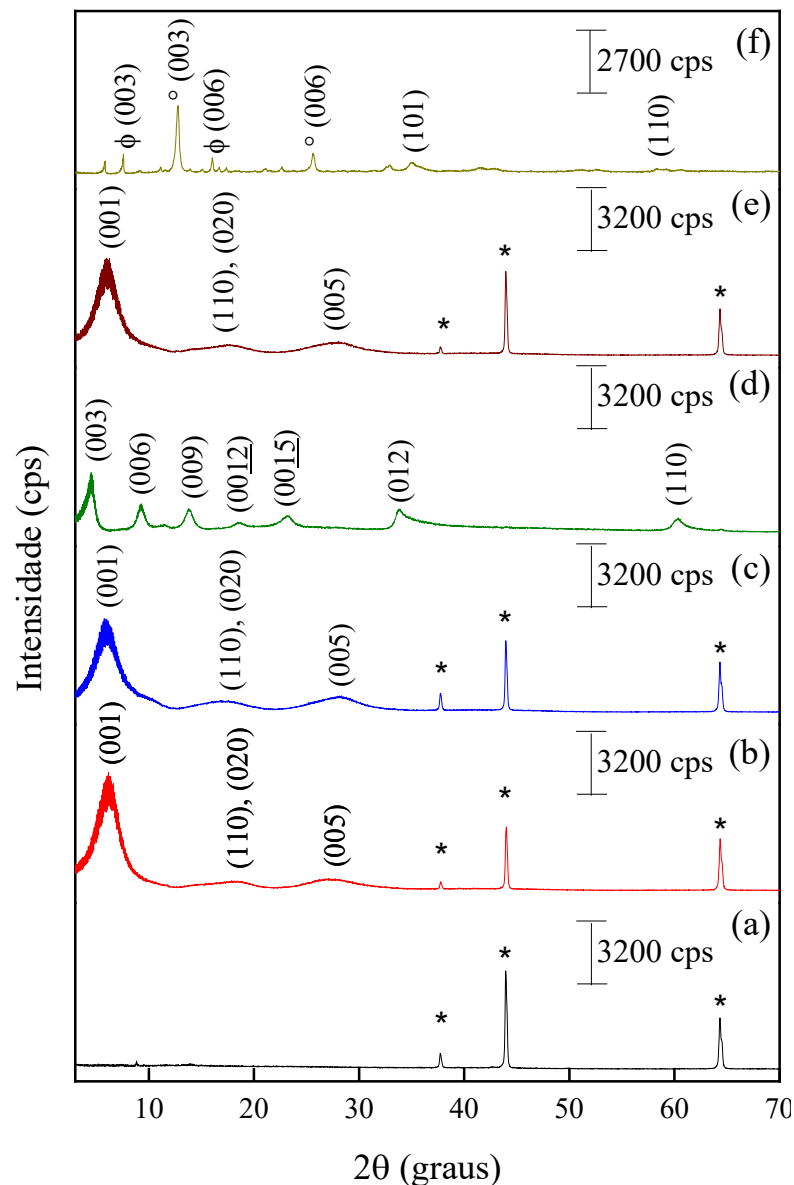 Intensidade (cps)
(f)
2700 cps
ϕ (003)
° (003)
ϕ (006)
° (006)
(101)
(110)
(e)
3200 cps
(001)
(110), (020)
(005)
*
*
*
(d)
3200 cps
(003)
(006)
(009)
(0012)
(0015)
(012)
(110)
(c)
3200 cps
(001)
(110), (020)
(005)
*
*
*
(b)
3200 cps
(001)
(110), (020)
(005)
*
*
*
(a)
3200 cps
*
*
*
10 20 30 40 50 60 70
2θ (graus)